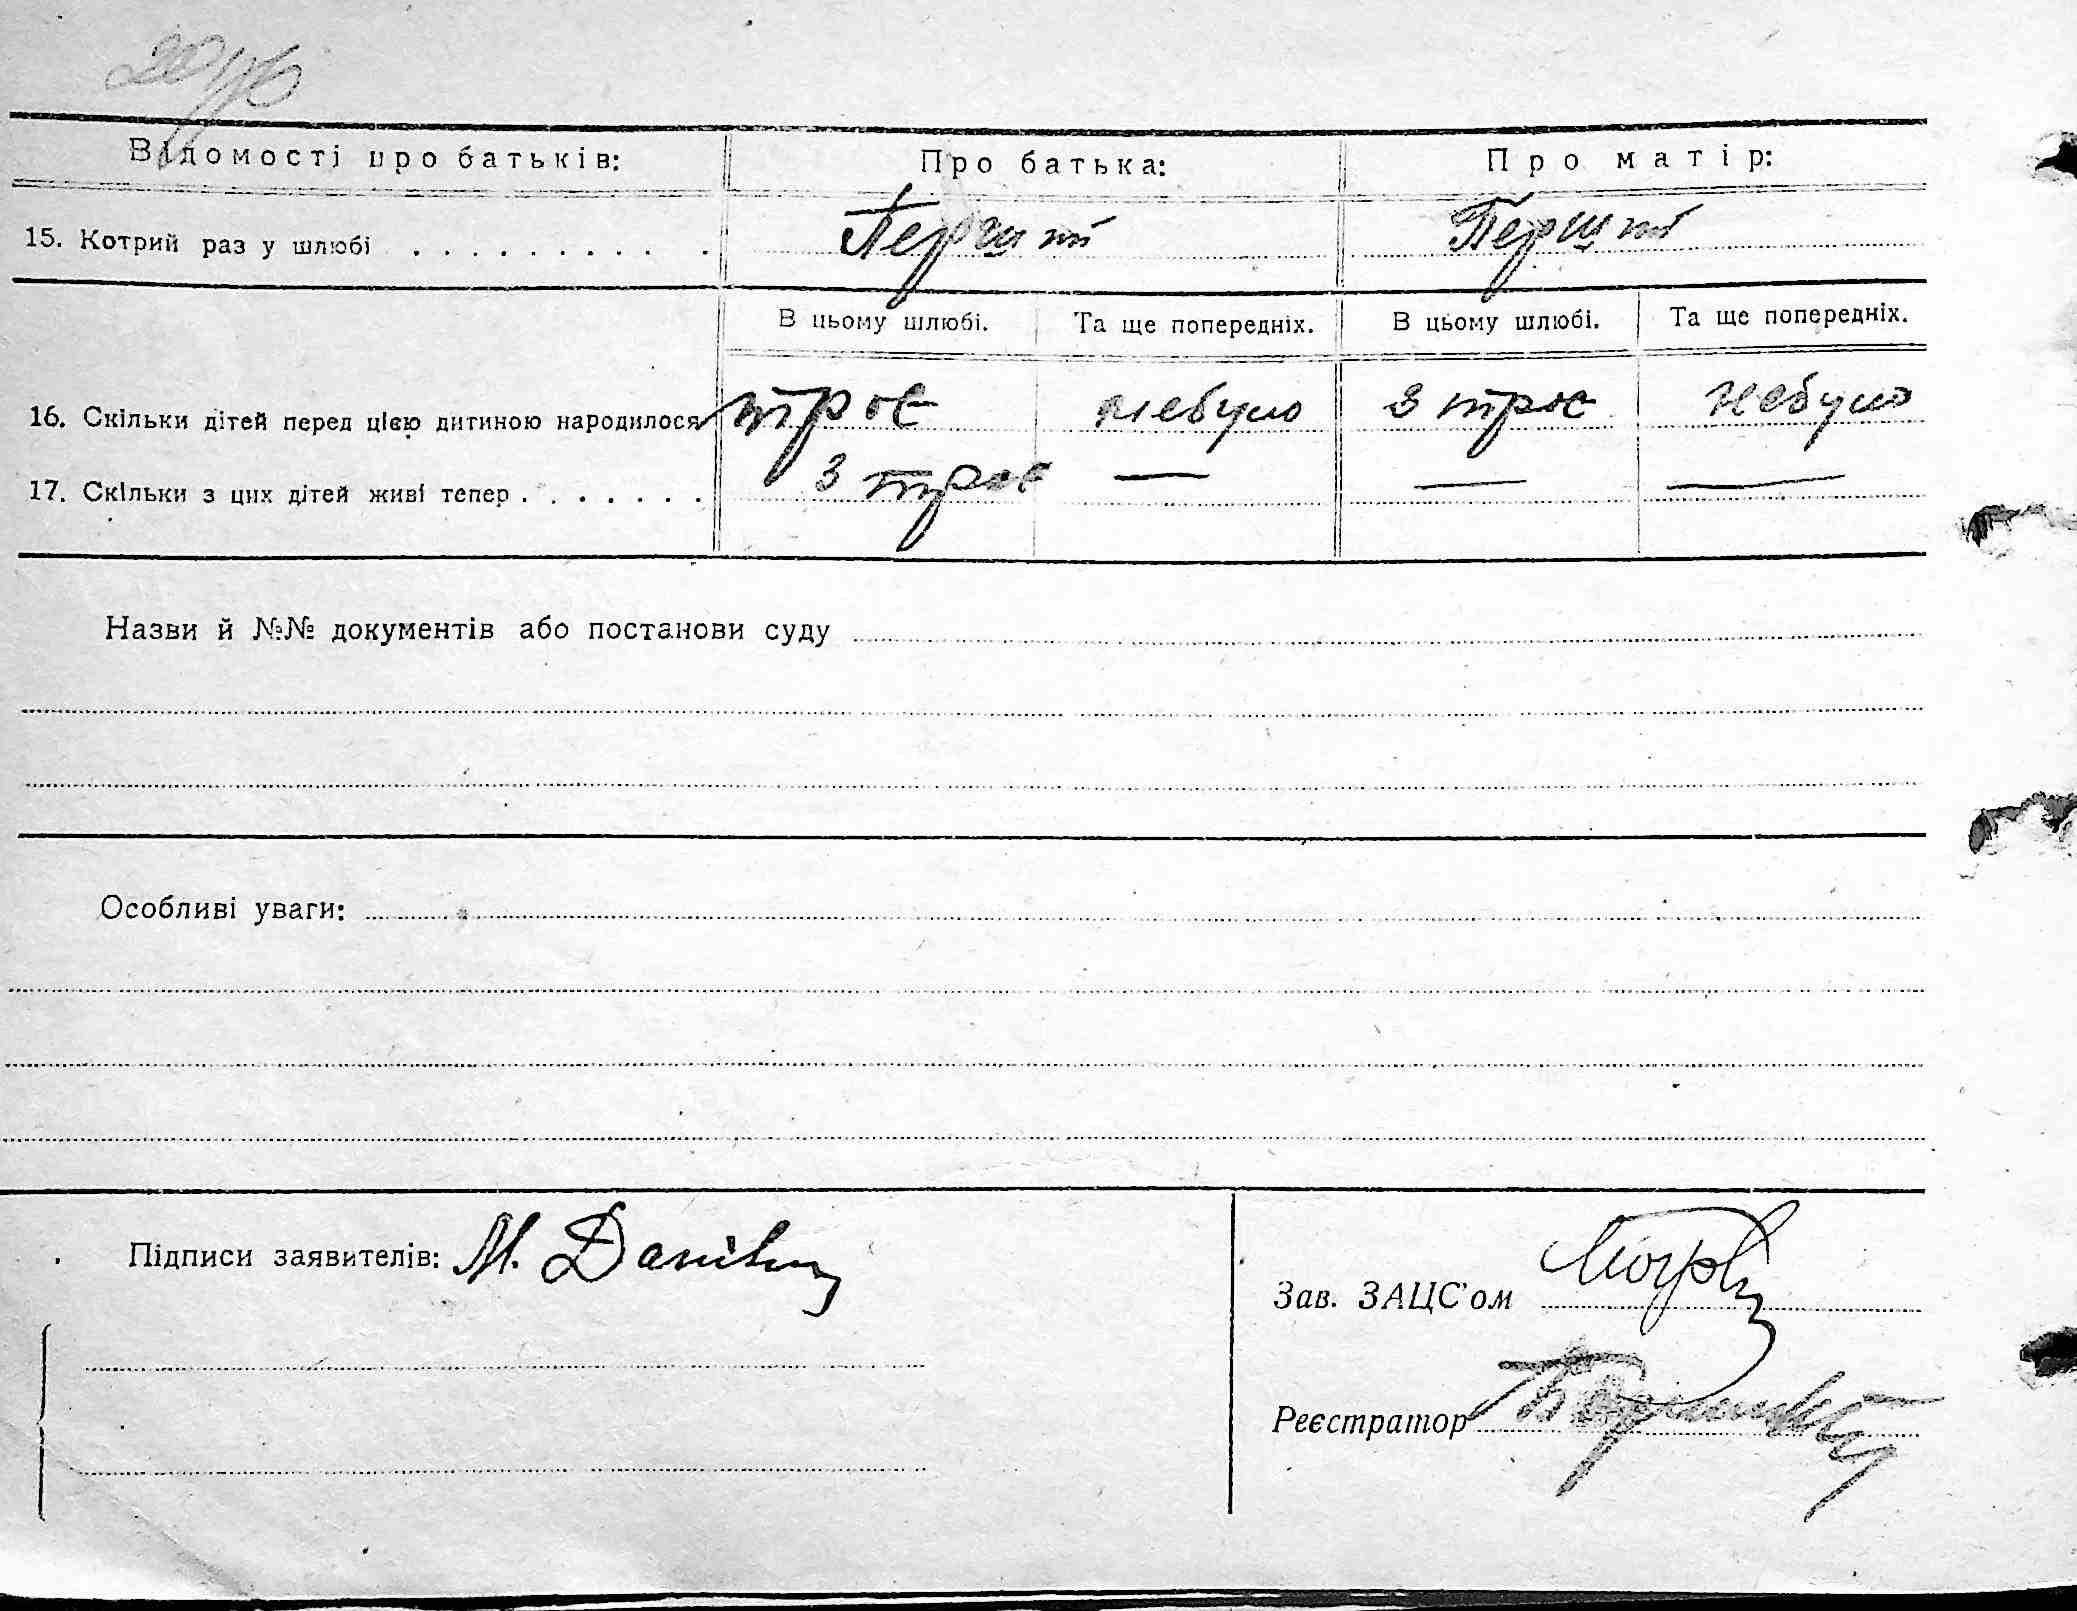 Відомості про батьків: Про батька: Про матір:
15. Котрий раз у шлюбі . . . . . . . . . . . Перший Перший
В цьому шлюбі. Та ще попередніх. В цьому шлюбі. Та ще попередніх.
16. Скільки дітей перед цією дитиною народилося троє небуло 3 троє небуло
17. Скільки з цих дітей живі тепер . . . . . . . 3 троє — — —
Назви й №№ документів або постанови суду
Особливі уваги:
Підписи заявителів: М.
Зав. ЗАЦС'ом
Реєстратор